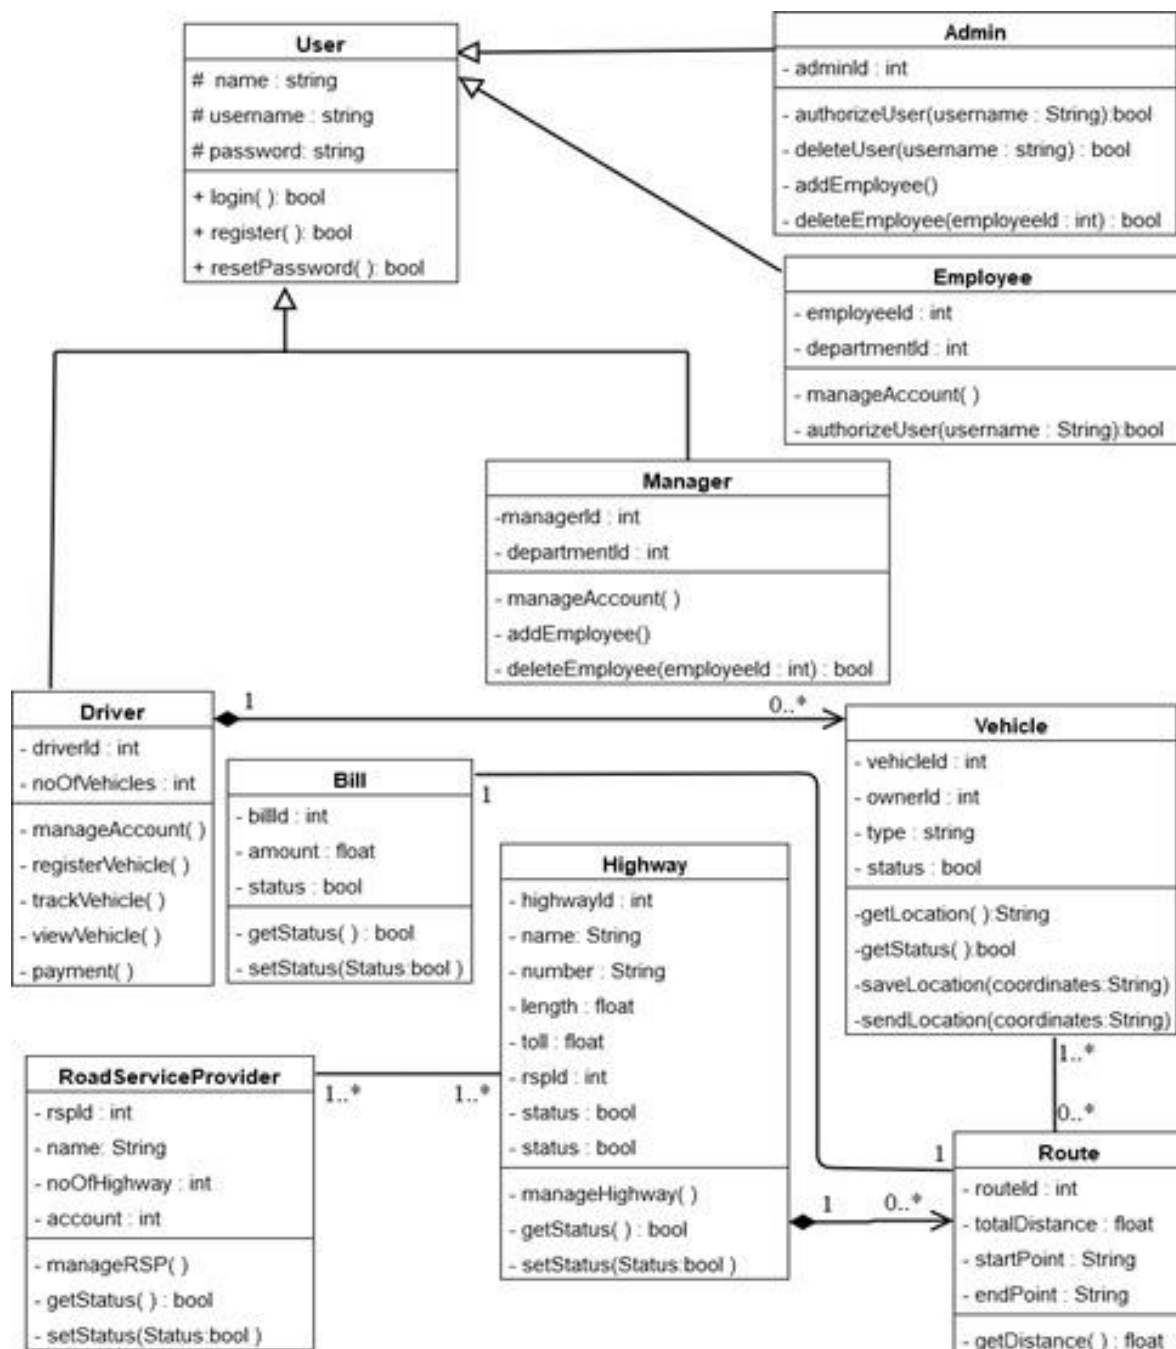 User
# name : string
# username : string
# password: string
+ login( ): bool
+ register( ): bool
+ resetPassword( ): bool
Admin
- adminId : int
- authorizeUser(username : String):bool
- deleteUser(username : string) : bool
- addEmployee()
- deleteEmployee(employeeId : int) : bool
Employee
- employeeId : int
- departmentId : int
- manageAccount( )
- authorizeUser(username : String):bool
Manager
-managerId : int
- departmentId : int
- manageAccount( )
- addEmployee()
- deleteEmployee(employeeId : int) : bool
Driver
- driverId : int
- noOfVehicles : int
- manageAccount( )
- registerVehicle( )
- trackVehicle( )
- viewVehicle( )
- payment( )
1
0..*
Vehicle
- vehicleId : int
- ownerId : int
- type : string
- status : bool
-getLocation( ):String
-getStatus( ):bool
-saveLocation(coordinates:String)
-sendLocation(coordinates:String)
Bill
- billId : int
- amount : float
- status : bool
- getStatus( ) : bool
- setStatus(Status:bool )
1
Highway
- highwayId : int
- name: String
- number : String
- length : float
- toll : float
- rspId : int
- status : bool
- status : bool
- manageHighway( )
- getStatus( ) : bool
- setStatus(Status:bool )
RoadServiceProvider
- rspId : int
- name: String
- noOfHighway : int
- account : int
- manageRSP( )
- getStatus( ) : bool
- setStatus(Status:bool )
1..*
1..*
1..*
0..*
1
1
0..*
Route
- routeId : int
- totalDistance : float
- startPoint : String
- endPoint : String
- getDistance( ) : float